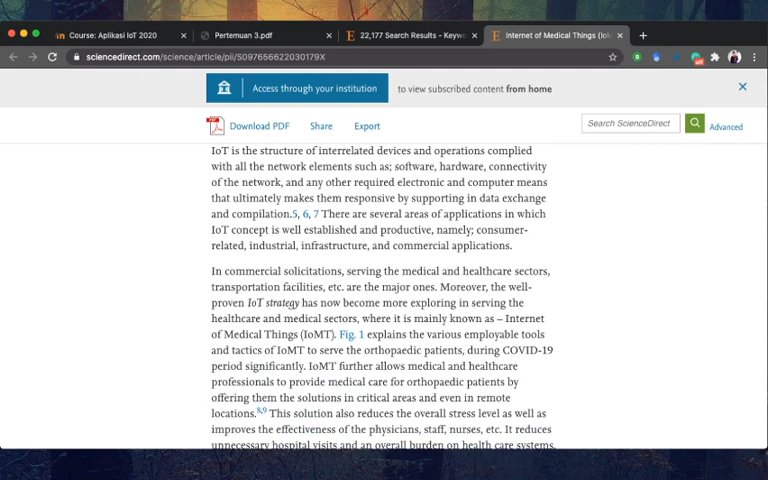 Course: Aplikasi IoT 2020
Pertemuan 3.pdf
22,177 Search Results - Keyw
Internet of Medical Things (Io
sciencedirect.com/science/article/pii/S097656622030179X
Access through your institution
to view subscribed content from home
Download PDF
Share
Export
Search ScienceDirect
Advanced
IoT is the structure of interrelated devices and operations complied
with all the network elements such as; software, hardware, connectivity
of the network, and any other required electronic and computer means
that ultimately makes them responsive by supporting in data exchange
and compilation.5, 6, 7 There are several areas of applications in which
IoT concept is well established and productive, namely; consumer-
related, industrial, infrastructure, and commercial applications.
In commercial solicitations, serving the medical and healthcare sectors,
transportation facilities, etc. are the major ones. Moreover, the well-
proven IoT strategy has now become more exploring in serving the
healthcare and medical sectors, where it is mainly known as – Internet
of Medical Things (IoMT). Fig. 1 explains the various employable tools
and tactics of IoMT to serve the orthopaedic patients, during COVID-19
period significantly. IoMT further allows medical and healthcare
professionals to provide medical care for orthopaedic patients by
offering them the solutions in critical areas and even in remote
locations.8,9 This solution also reduces the overall stress level as well as
improves the effectiveness of the physicians, staff, nurses, etc. It reduces
unnecessary hospital visits and an overall burden on health care systems,